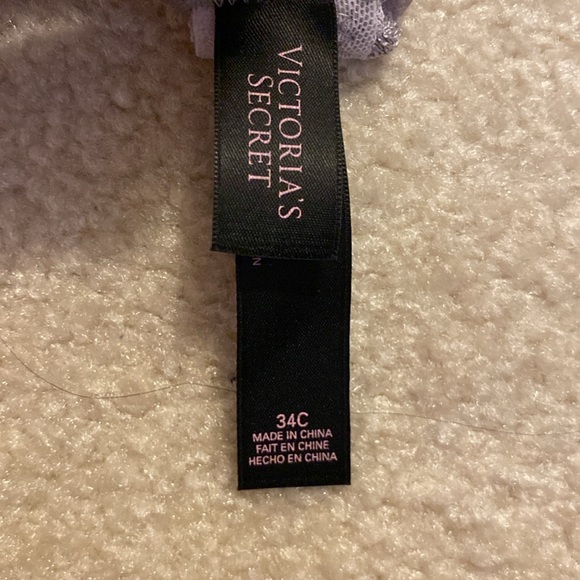 VICTORIA'S
SECRET
34C
MADE IN CHINA
FAIT EN CHINE
HECHO EN CHINA